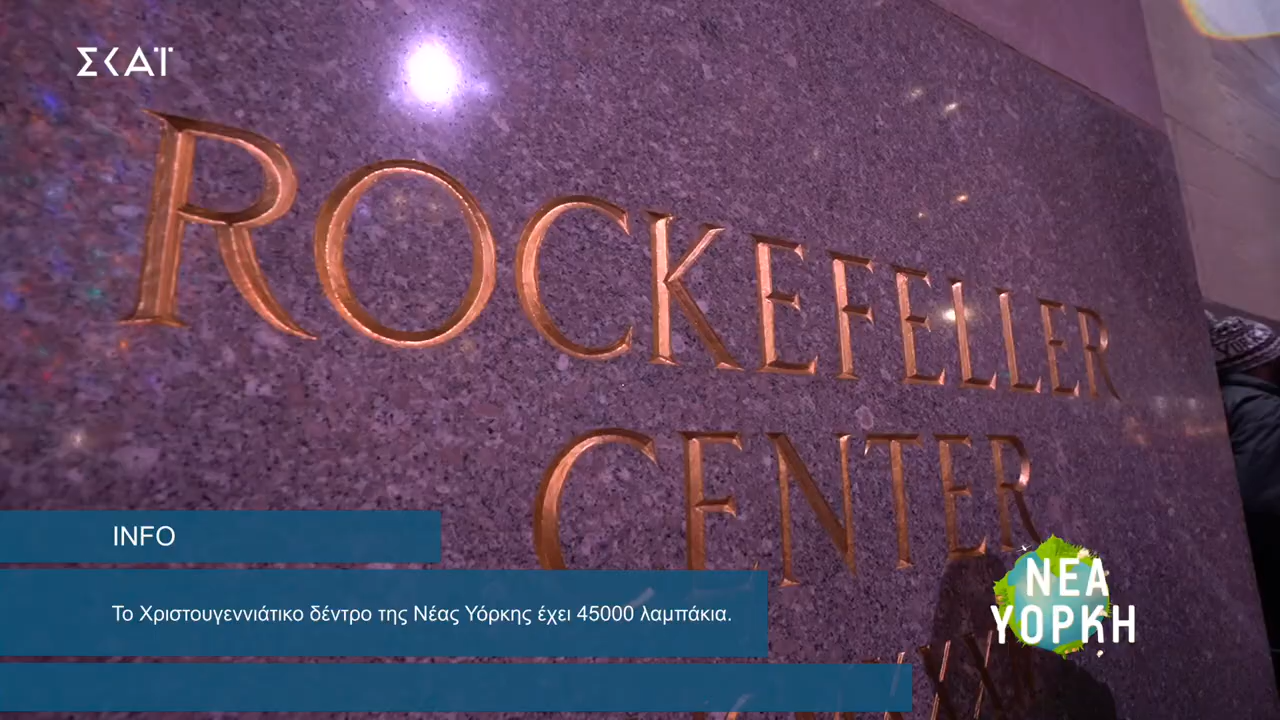 ΣΚΑΪ
ROCKEFELLER
CENTER
INFO
Το Χριστουγεννιάτικο δέντρο της Νέας Υόρκης έχει 45000 λαμπάκια.
ΝΕΑ
ΥΟΡΚΗ